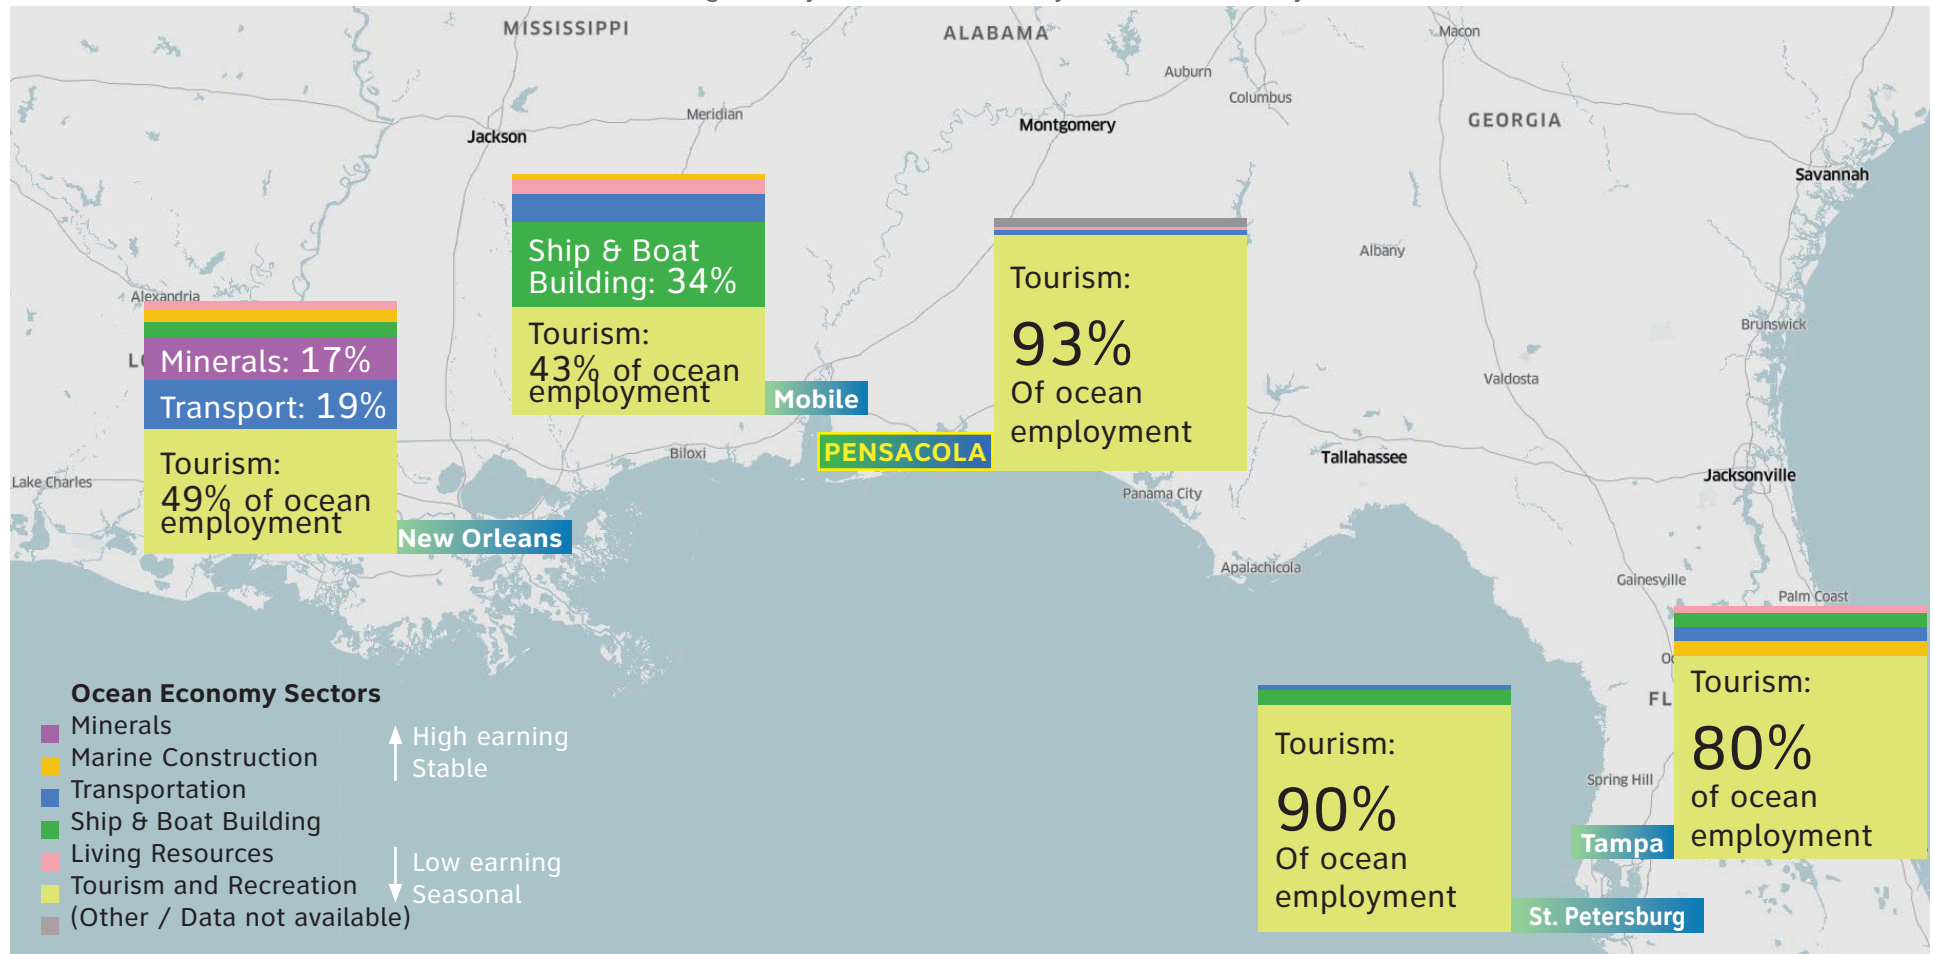 MISSISSIPPI
ALABAMA
Macon
Auburn
Columbus
Meridian
Jackson
Montgomery
GEORGIA
Savannah
Ship & Boat
Building: 34%
Tourism:
43% of ocean
employment
Mobile
Tourism:
93%
Of ocean
employment
PENSACOLA
Albany
Alexandria
Brunswick
Minerals: 17%
Transport: 19%
Tourism:
49% of ocean
employment
New Orleans
Valdosta
Biloxi
Tallahassee
Lake Charles
Jacksonville
Panama City
Apalachicola
Gainesville
Palm Coast
FL
Spring Hill
Tourism:
80%
of ocean
employment
Tampa
Tourism:
90%
Of ocean
employment
St. Petersburg
Ocean Economy Sectors
Minerals
Marine Construction
Transportation
Ship & Boat Building
Living Resources
Tourism and Recreation
(Other / Data not available)
High earning
Stable
Low earning
Seasonal